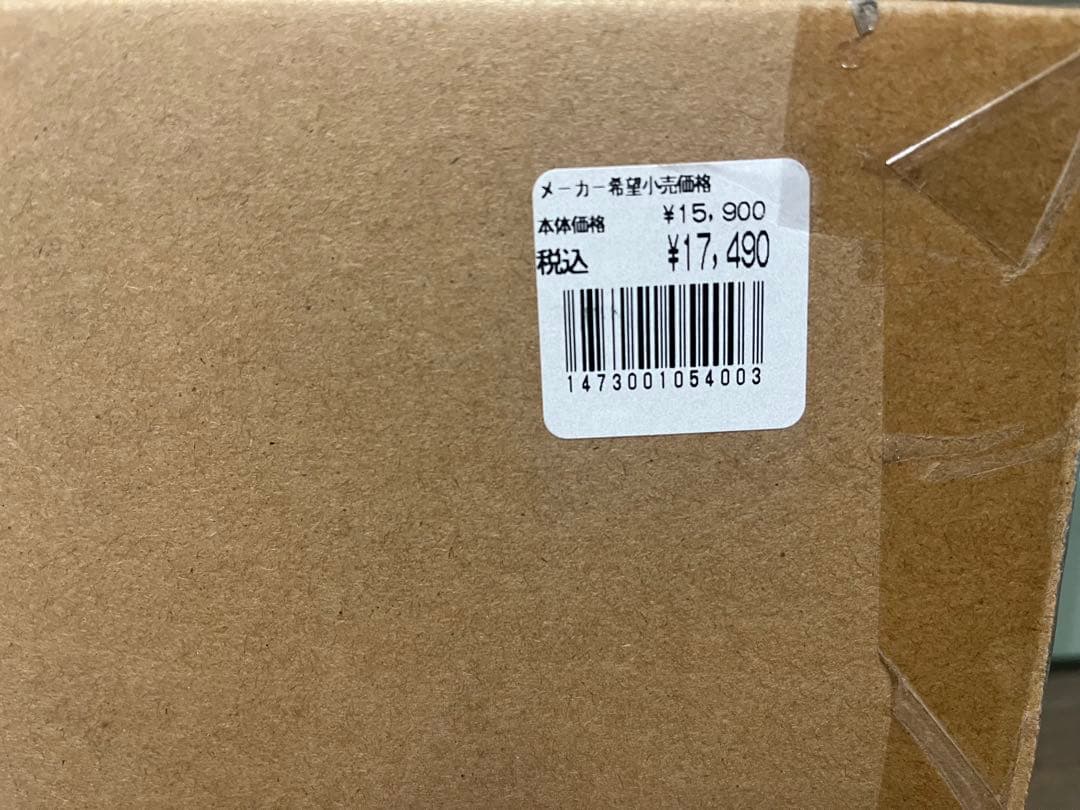 メーカー希望小売価格
本体価格 ¥15,900
税込 ¥17,490
1473001054003